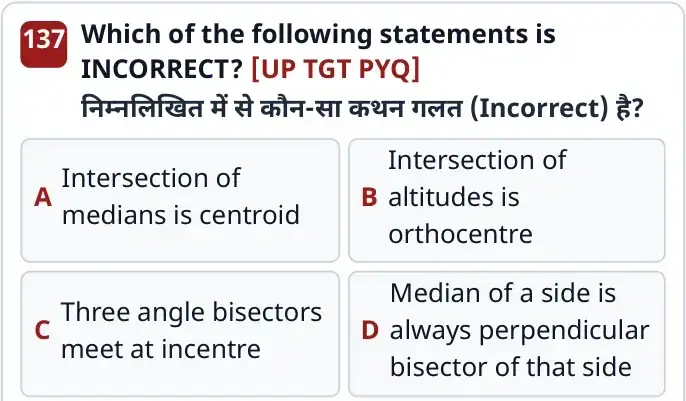 137 Which of the following statements is
INCORRECT? [UP TGT PYQ]
निम्नलिखित में से कौन-सा कथन गलत (Incorrect) है?
A Intersection of
medians is centroid
B Intersection of
altitudes is
orthocentre
C Three angle bisectors
meet at incentre
D Median of a side is
always perpendicular
bisector of that side